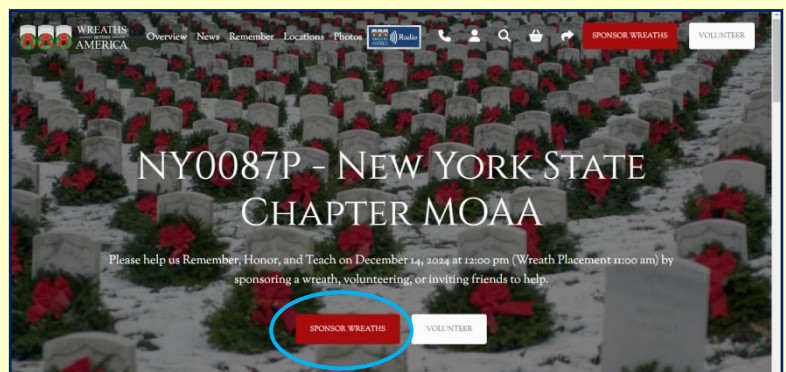 WREATHS
across
AMERICA
Overview News Remember Locations Photos Radio SPONSOR WREATHS VOLUNTEER
NY0087P - New York State
Chapter MOAA
Please help us Remember, Honor, and Teach on December 14, 2024 at 12:00 pm (Wreath Placement 11:00 am) by
sponsoring a wreath, volunteering, or inviting friends to help.
SPONSOR WREATHS VOLUNTEER